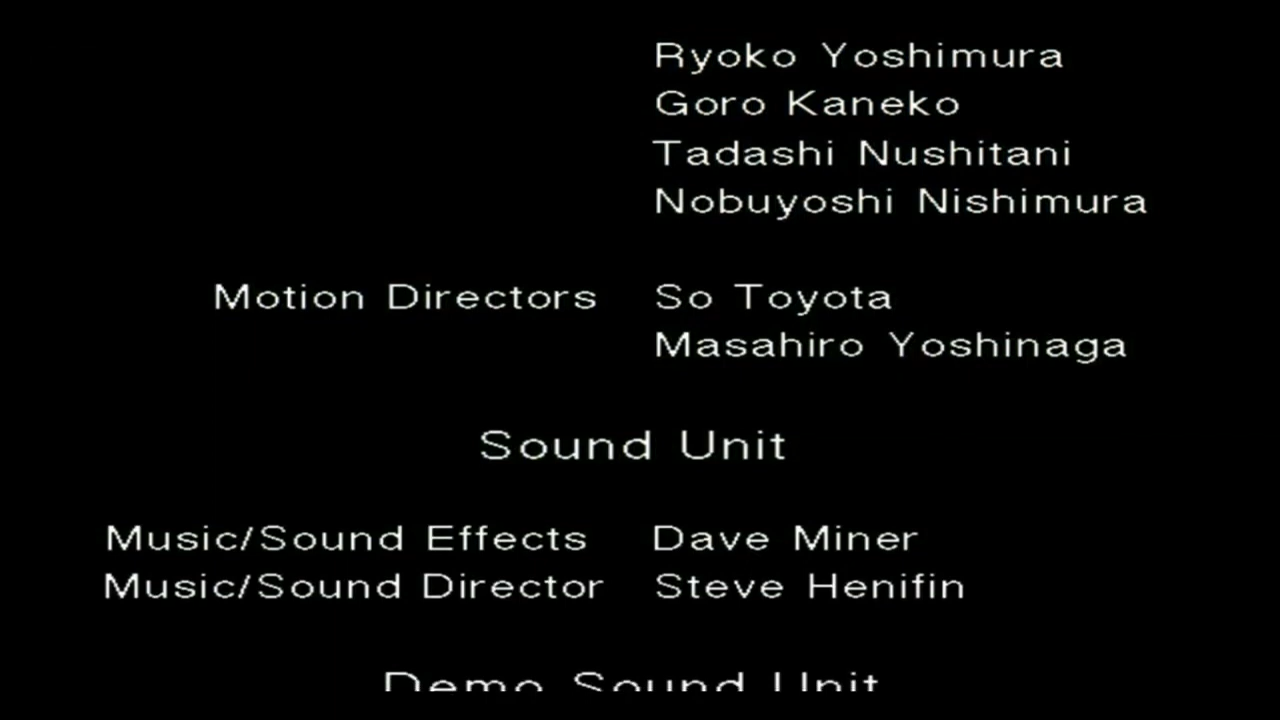 Ryoko Yoshimura
Goro Kaneko
Tadashi Nushitani
Nobuyoshi Nishimura
Motion Directors So Toyota
Masahiro Yoshinaga
Sound Unit
Music/Sound Effects Dave Miner
Music/Sound Director Steve Henifin
Demo Sound Unit